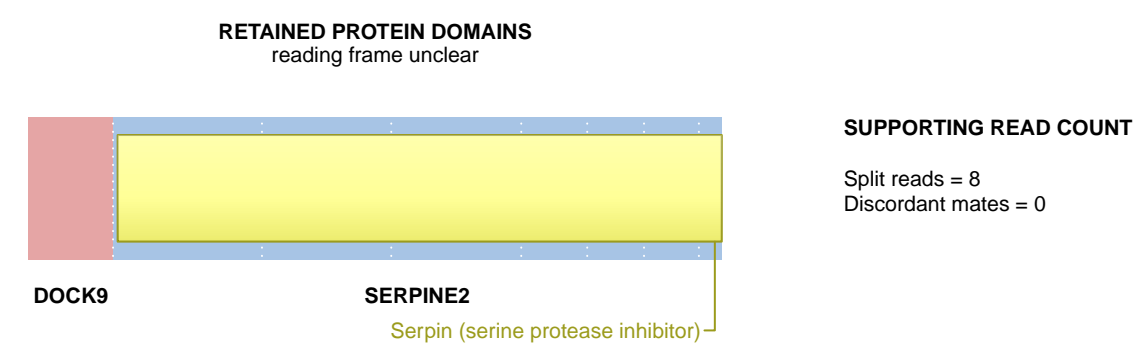 RETAINED PROTEIN DOMAINS
reading frame unclear
SUPPORTING READ COUNT
Split reads = 8
Discordant mates = 0
DOCK9
SERPINE2
Serpin (serine protease inhibitor)